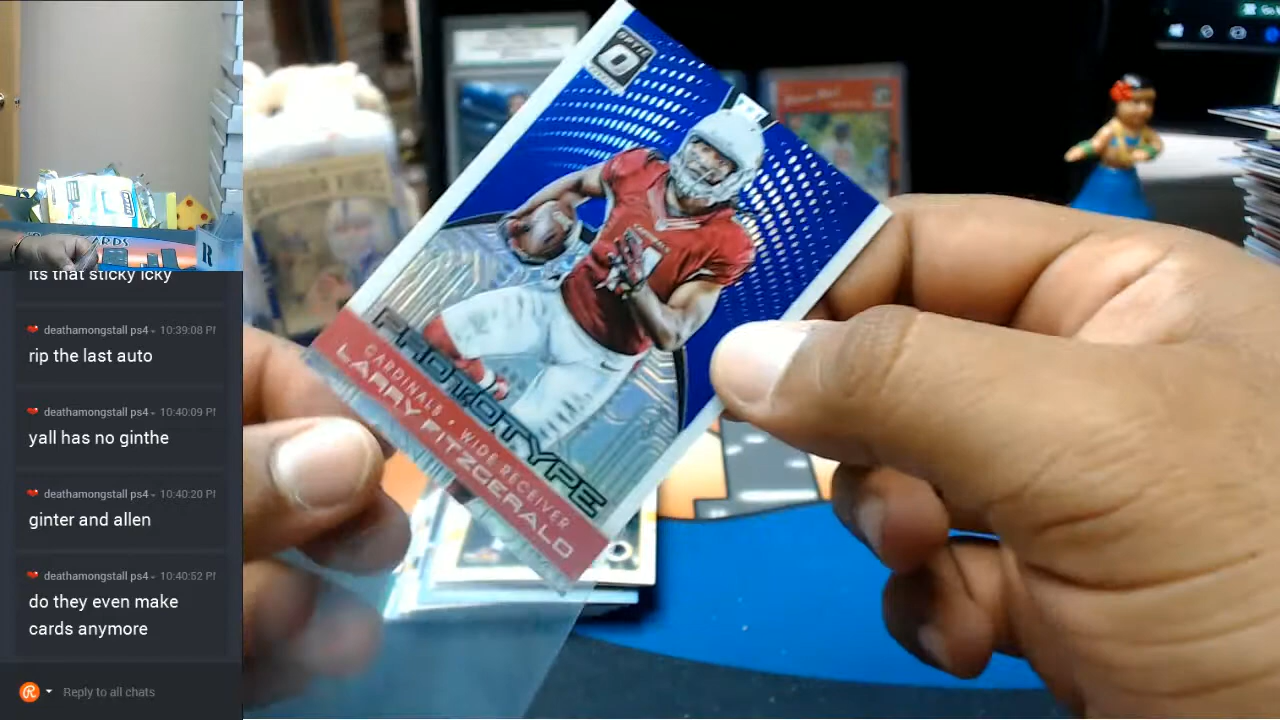 ARDS
R
its that sticky icky
deathamongstall ps4 10:39:08 PM
rip the last auto
deathamongstall ps4 10:40:09 PM
yall has no ginthe
deathamongstall ps4 10:40:20 PM
ginter and allen
deathamongstall ps4 10:40:52 PM
do they even make
cards anymore
R
Reply to all chats
OPTIC
PROTOTYPE
CARDINALS • WIDE RECEIVER
LARRY FITZGERALD